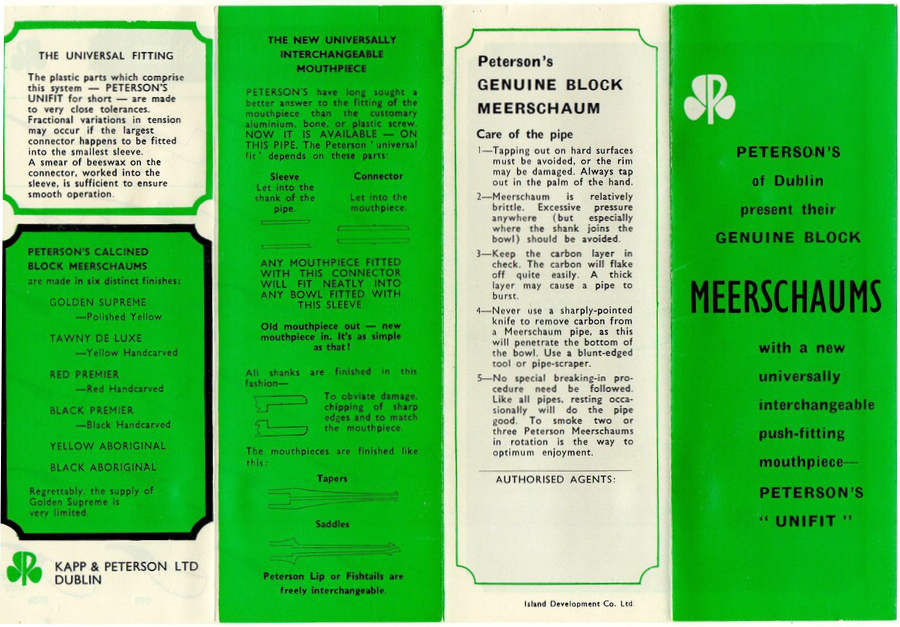 THE UNIVERSAL FITTING
The plastic parts which comprise
this system — PETERSON'S
UNIFIT for short — are made
to very close tolerances.
Fractional variations in tension
may occur if the largest
connector happens to be fitted
into the smallest sleeve.
A smear of beeswax on the
connector, worked into the
sleeve, is sufficient to ensure
smooth operation.
PETERSON'S CALCINED
BLOCK MEERSCHAUMS
are made in six distinct finishes:
GOLDEN SUPREME
—Polished Yellow
TAWNY DE LUXE
—Yellow Handcarved
RED PREMIER
—Red Handcarved
BLACK PREMIER
—Black Handcarved
YELLOW ABORIGINAL
BLACK ABORIGINAL
Regrettably, the supply of
Golden Supreme is
very limited.
KAPP & PETERSON LTD
DUBLIN
THE NEW UNIVERSALLY
INTERCHANGEABLE
MOUTHPIECE
PETERSON'S have long sought a
better answer to the fitting of the
mouthpiece than the customary
aluminium, bone, or plastic screw.
NOW IT IS AVAILABLE — ON
THIS PIPE. The Peterson 'universal
fit' depends on these parts:
Sleeve
Let into the
shank of the
pipe.
Connector
Let into the
mouthpiece.
ANY MOUTHPIECE FITTED
WITH THIS CONNECTOR
WILL FIT NEATLY INTO
ANY BOWL FITTED WITH
THIS SLEEVE
Old mouthpiece out — new
mouthpiece in. It's as simple
as that!
All shanks are finished in this
fashion—
To obviate damage,
chipping of sharp
edges and to match
the mouthpiece.
The mouthpieces are finished like
this:
Tapers
Saddles
Peterson Lip or Fishtails are
freely interchangeable.
Peterson's
GENUINE BLOCK
MEERSCHAUM
Care of the pipe
1—Tapping out on hard surfaces
must be avoided, or the rim
may be damaged. Always tap
out in the palm of the hand.
2—Meerschaum is relatively
brittle. Excessive pressure
anywhere (but especially
where the shank joins the
bowl) should be avoided.
3—Keep the carbon layer in
check. The carbon will flake
off quite easily. A thick
layer may cause a pipe to
burst.
4—Never use a sharply-pointed
knife to remove carbon from
a Meerschaum pipe, as this
will penetrate the bottom of
the bowl. Use a blunt-edged
tool or pipe-scraper.
5—No special breaking-in pro-
cedure need be followed.
Like all pipes, resting occa-
sionally will do the pipe
good. To smoke two or
three Peterson Meerschaums
in rotation is the way to
optimum enjoyment.
AUTHORISED AGENTS:
Island Development Co. Ltd
PETERSON'S
of Dublin
present their
GENUINE BLOCK
MEERSCHAUMS
with a new
universally
interchangeable
push-fitting
mouthpiece—
PETERSON'S
"UNIFIT"